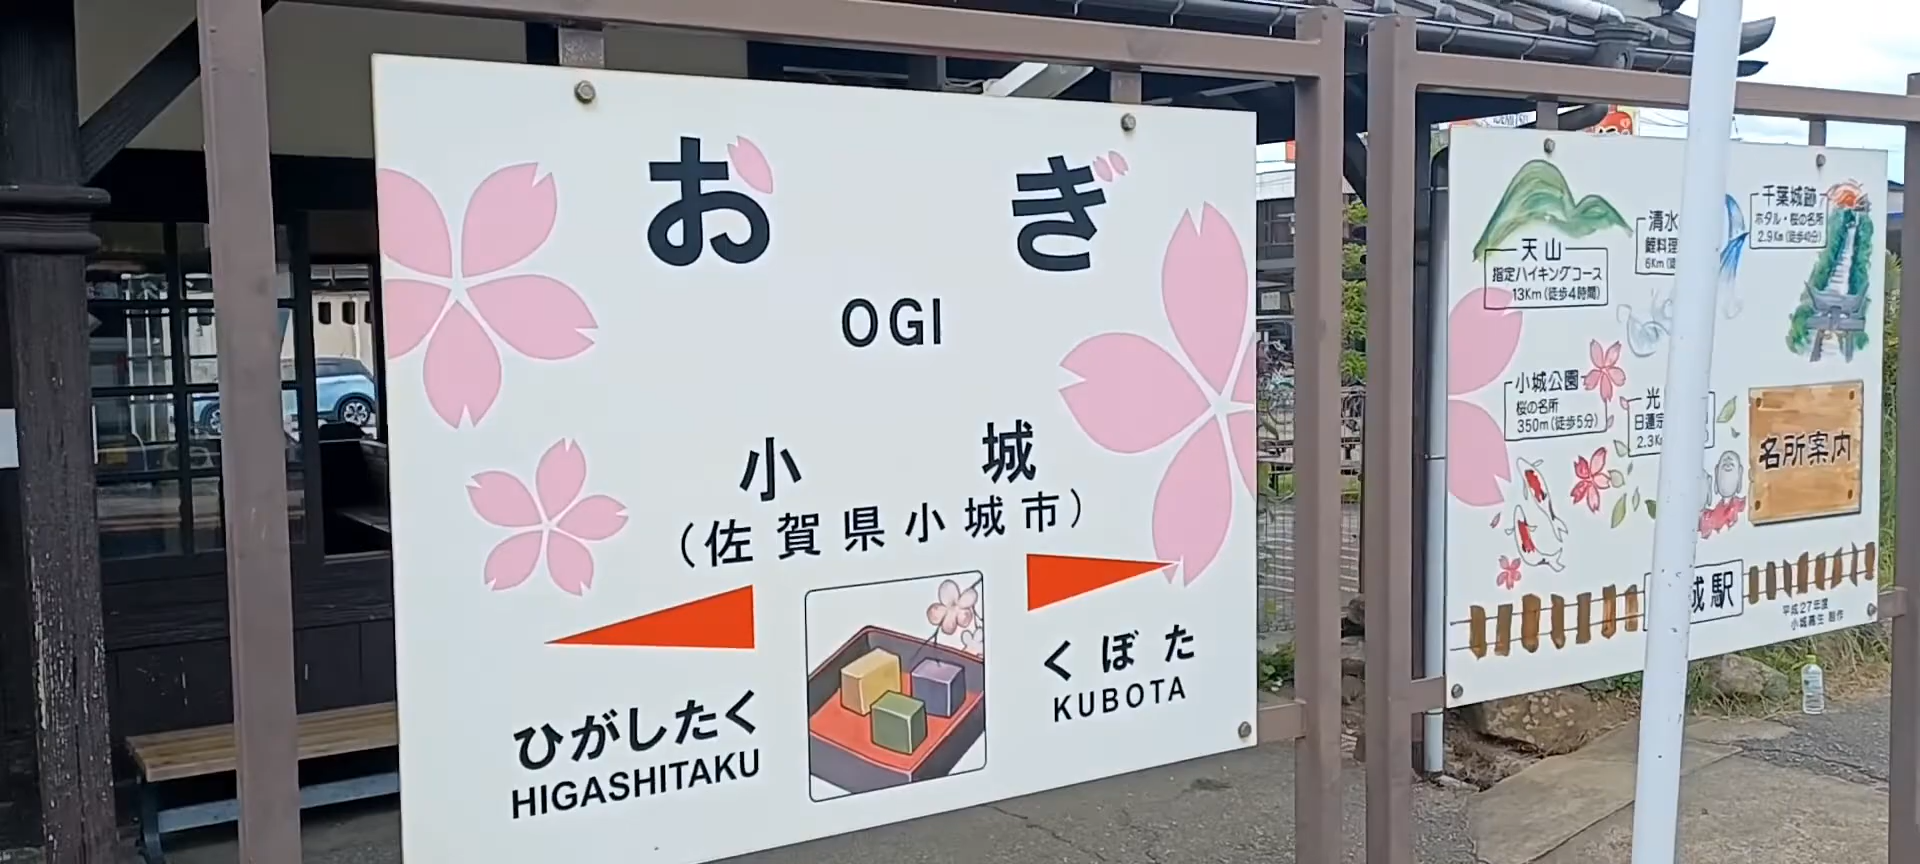 おぎ
OGI
小城
(佐賀県小城市)
ひがしたく
HIGASHITAKU
くぼた
KUBOTA
天山
指定ハイキングコース
13Km(徒歩4時間)
清水
鯉料理
6Km
千葉城跡
ホタル・桜の名所
2.9Km(徒歩40分)
小城公園
桜の名所
350m(徒歩5分)
光
日蓮宗
2.3K
名所案内
城駅
平成27年度
小城高生 製作